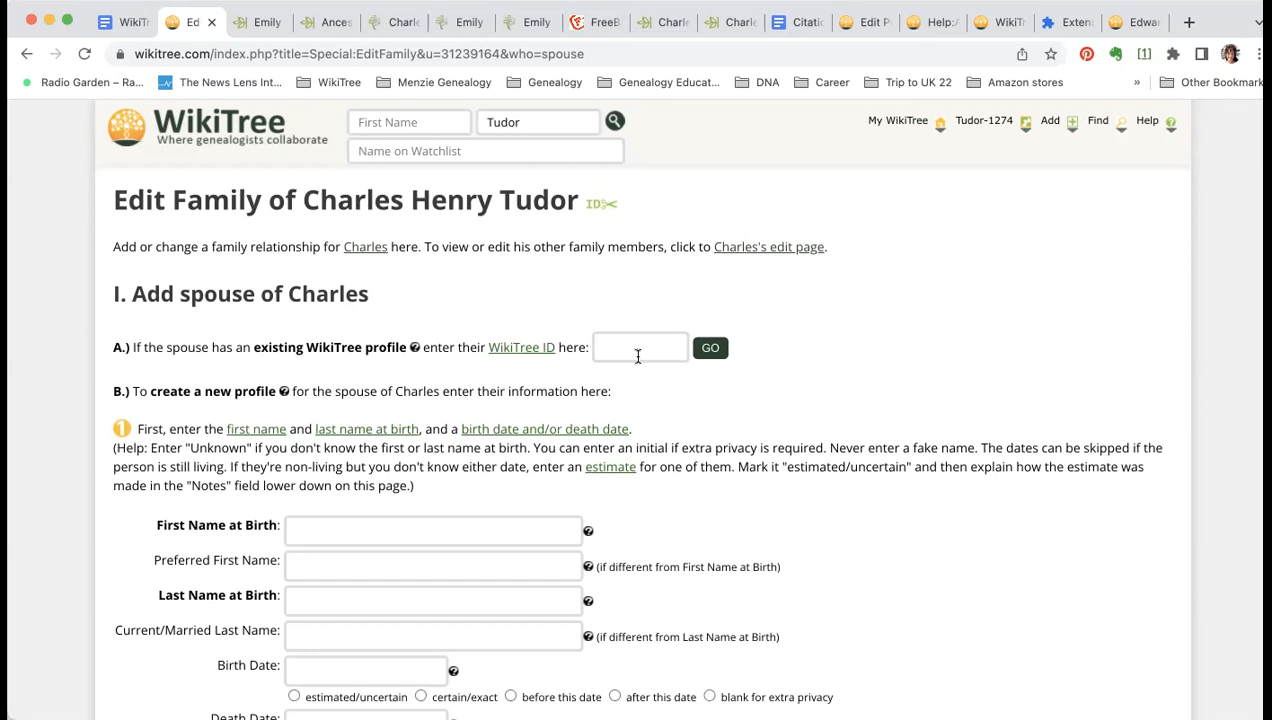 WikiTr Ed Emily Ances Charle Emily Emily FreeB Charle Charle Citatio Edit P Help:A WikiTr Exten Edwar
wikitree.com/index.php?title=Special:EditFamily&u=31239164&who=spouse
Radio Garden – Ra... The News Lens Int... WikiTree Menzie Genealogy Genealogy Genealogy Educat... DNA Career Trip to UK 22 Amazon stores » Other Bookmark
WikiTree
Where genealogists collaborate
First Name Tudor
Name on Watchlist
My WikiTree Tudor-1274 Add Find Help
Edit Family of Charles Henry Tudor ID
Add or change a family relationship for Charles here. To view or edit his other family members, click to Charles's edit page.
I. Add spouse of Charles
A.) If the spouse has an existing WikiTree profile enter their WikiTree ID here: GO
B.) To create a new profile for the spouse of Charles enter their information here:
1 First, enter the first name and last name at birth, and a birth date and/or death date.
(Help: Enter "Unknown" if you don't know the first or last name at birth. You can enter an initial if extra privacy is required. Never enter a fake name. The dates can be skipped if the
person is still living. If they're non-living but you don't know either date, enter an estimate for one of them. Mark it "estimated/uncertain" and then explain how the estimate was
made in the "Notes" field lower down on this page.)
First Name at Birth:
Preferred First Name: (if different from First Name at Birth)
Last Name at Birth:
Current/Married Last Name: (if different from Last Name at Birth)
Birth Date:
estimated/uncertain certain/exact before this date after this date blank for extra privacy
Death Date: